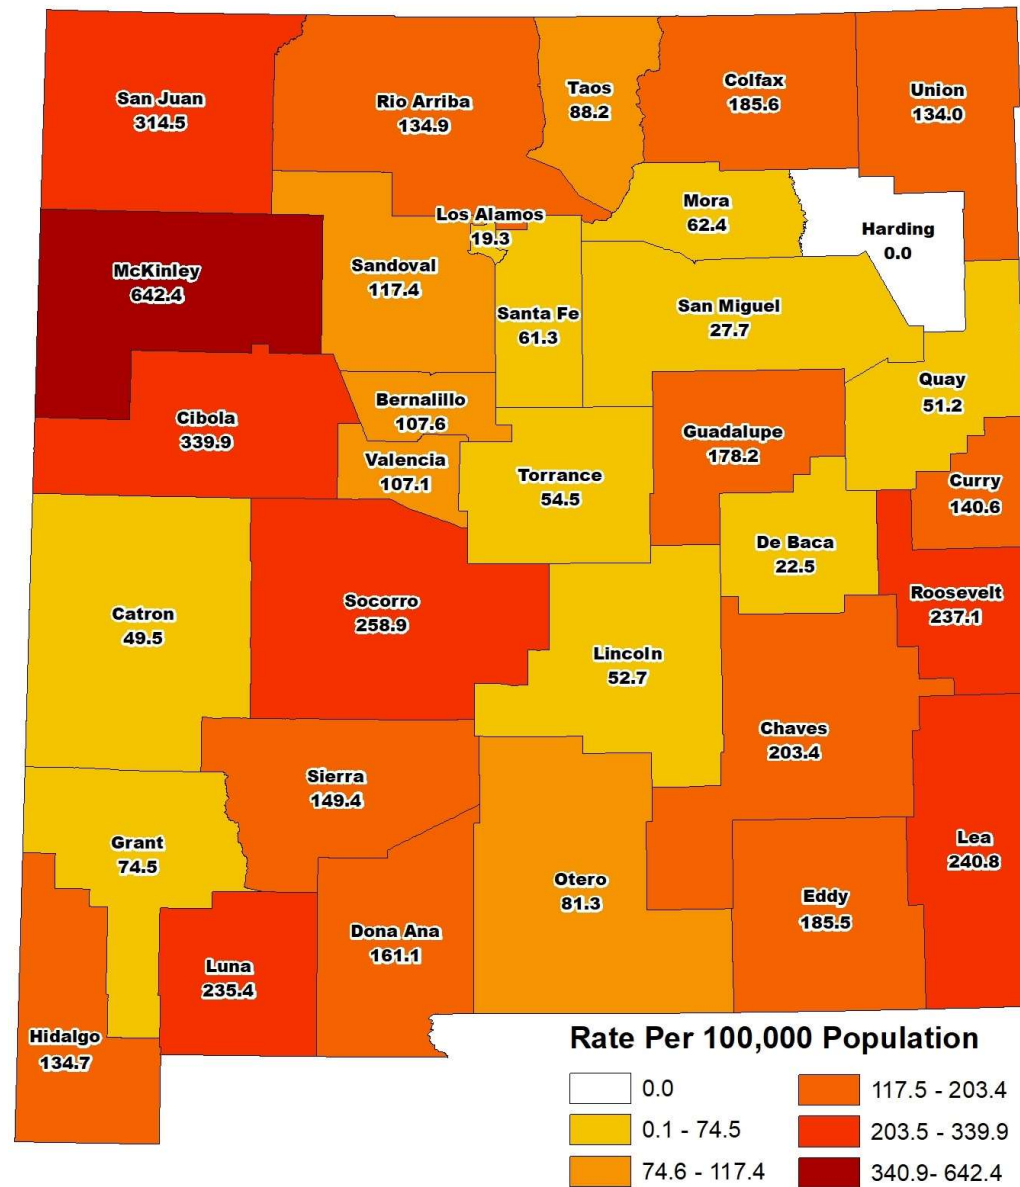 San Juan
314.5
Rio Arriba
134.9
Taos
88.2
Colfax
185.6
Union
134.0
Los Alamos
19.3
Mora
62.4
Harding
0.0
McKinley
642.4
Sandoval
117.4
Santa Fe
61.3
San Miguel
27.7
Quay
51.2
Cibola
339.9
Bernalillo
107.6
Valencia
107.1
Torrance
54.5
Guadalupe
178.2
Curry
140.6
De Baca
22.5
Roosevelt
237.1
Catron
49.5
Socorro
258.9
Lincoln
52.7
Chaves
203.4
Sierra
149.4
Grant
74.5
Otero
81.3
Eddy
185.5
Lea
240.8
Dona Ana
161.1
Luna
235.4
Hidalgo
134.7
Rate Per 100,000 Population
0.0
0.1 - 74.5
74.6 - 117.4
117.5 - 203.4
203.5 - 339.9
340.9- 642.4